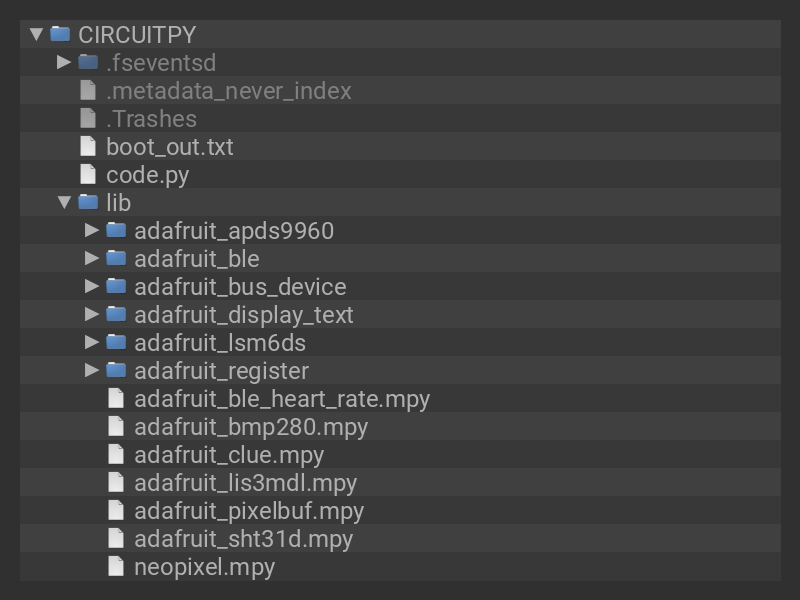 CIRCUITPY
.fseventsd
.metadata_never_index
.Trashes
boot_out.txt
code.py
lib
adafruit_apds9960
adafruit_ble
adafruit_bus_device
adafruit_display_text
adafruit_lsm6ds
adafruit_register
adafruit_ble_heart_rate.mpy
adafruit_bmp280.mpy
adafruit_clue.mpy
adafruit_lis3mdl.mpy
adafruit_pixelbuf.mpy
adafruit_sht31d.mpy
neopixel.mpy